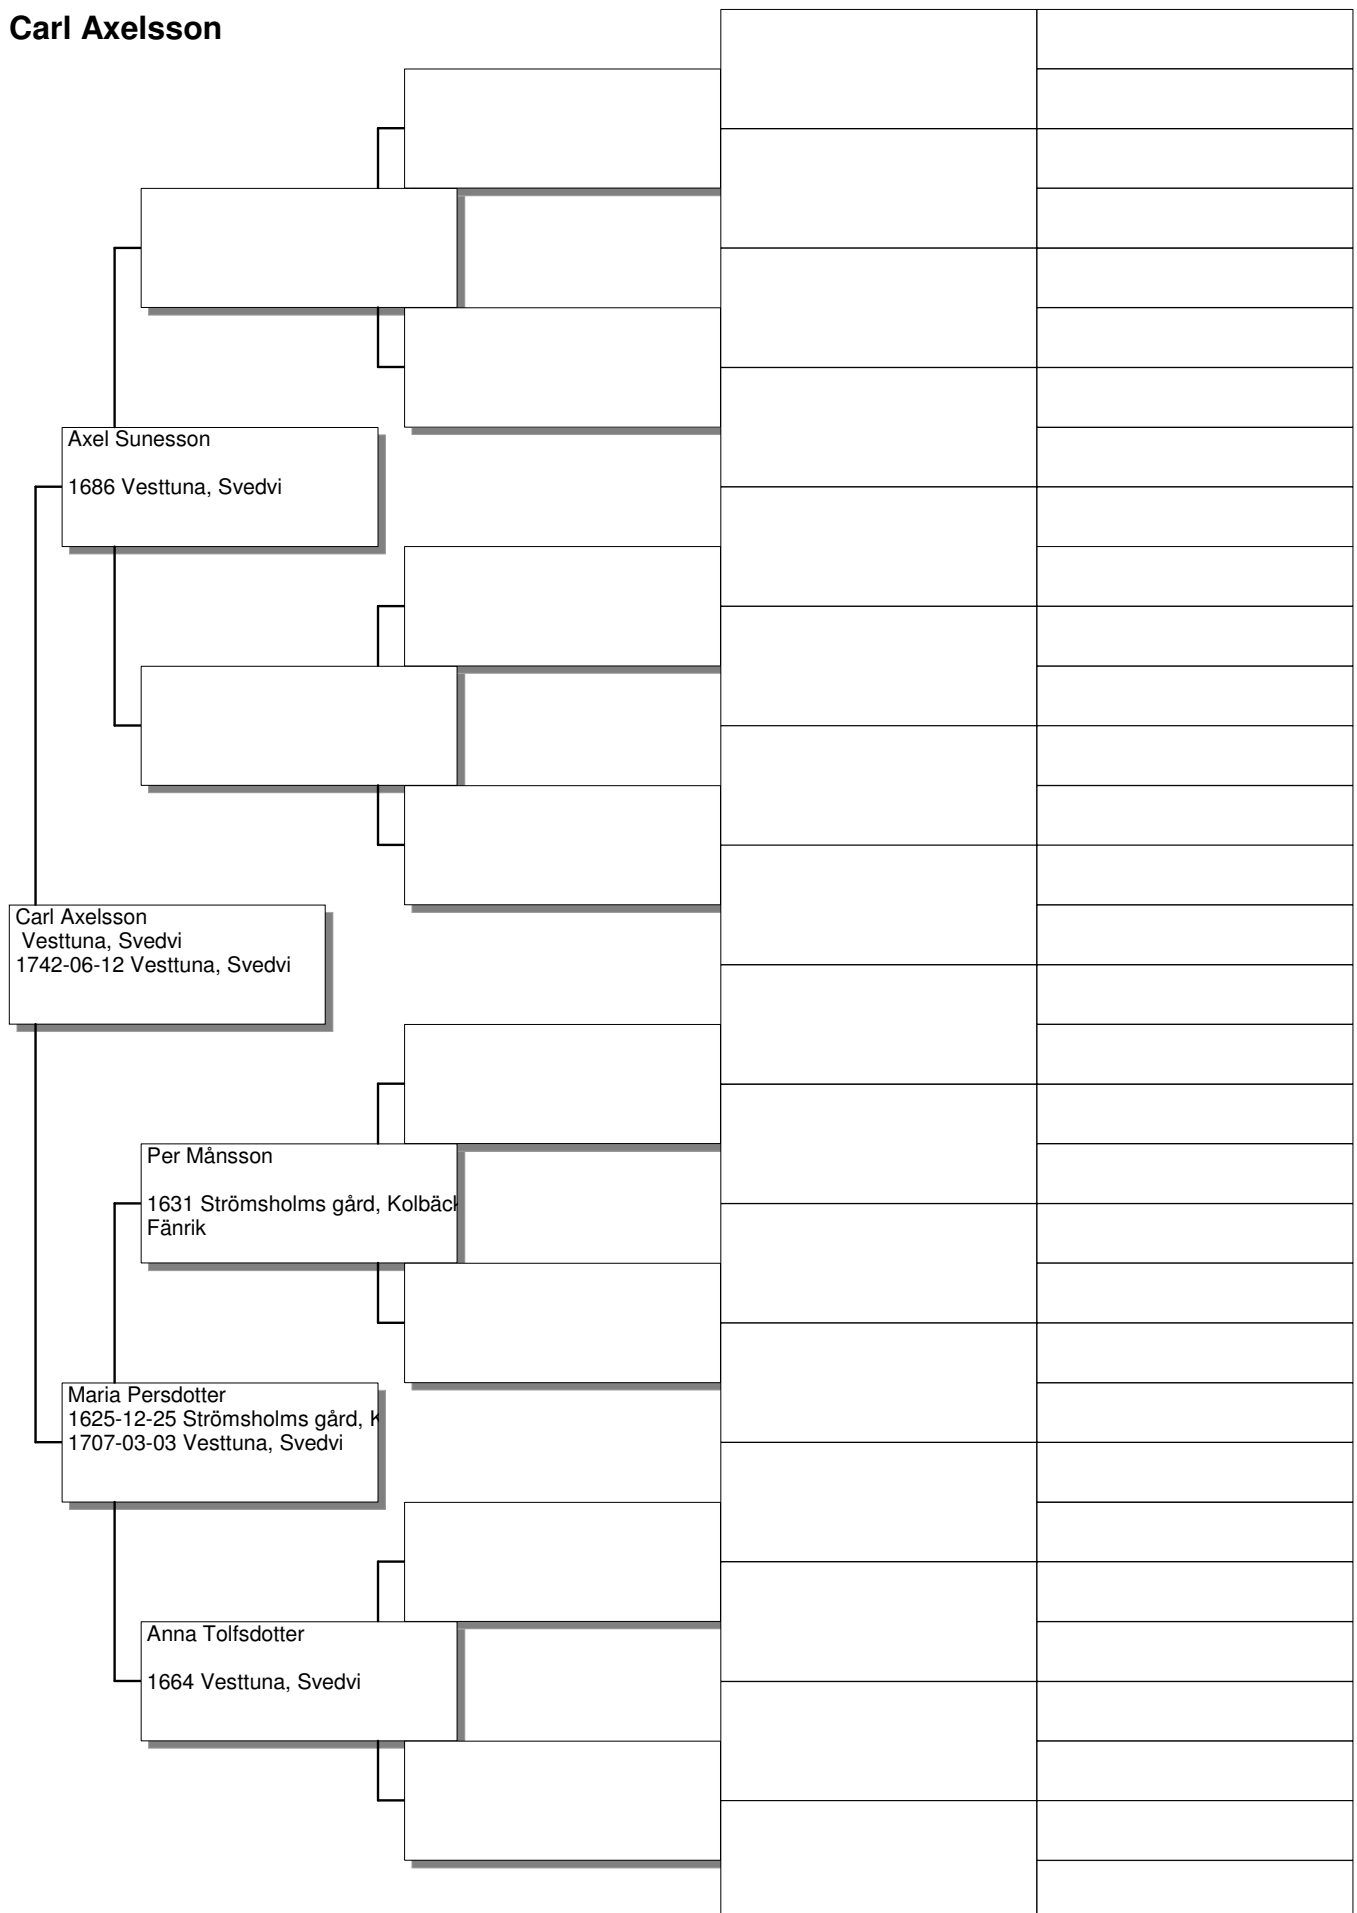 Carl Axelsson
Axel Sunesson
1686 Vesttuna, Svedvi
Carl Axelsson
Vesttuna, Svedvi
1742-06-12 Vesttuna, Svedvi
Per Månsson
1631 Strömsholms gård, Kolbäck
Fänrik
Maria Persdotter
1625-12-25 Strömsholms gård, K
1707-03-03 Vesttuna, Svedvi
Anna Tolfsdotter
1664 Vesttuna, Svedvi